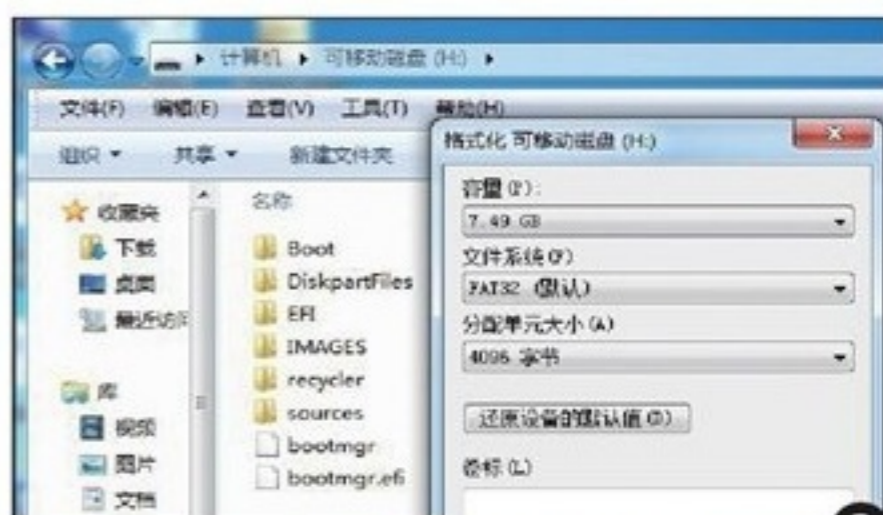 计算机 ▸ 可移动磁盘 (H:) ▸
文件(F) 编辑(E) 查看(V) 工具(T) 帮助(H)
组织 共享 新建文件夹
收藏夹
下载
桌面
最近访问
库
视频
图片
文档
名称
Boot
DiskpartFiles
EFI
IMAGES
recycler
sources
bootmgr
bootmgr.efi
格式化 可移动磁盘 (H:)
容量(P):
7.49 GB
文件系统(F)
FAT32 (默认)
分配单元大小(A)
4096 字节
还原设备的默认值(D)
卷标(L)